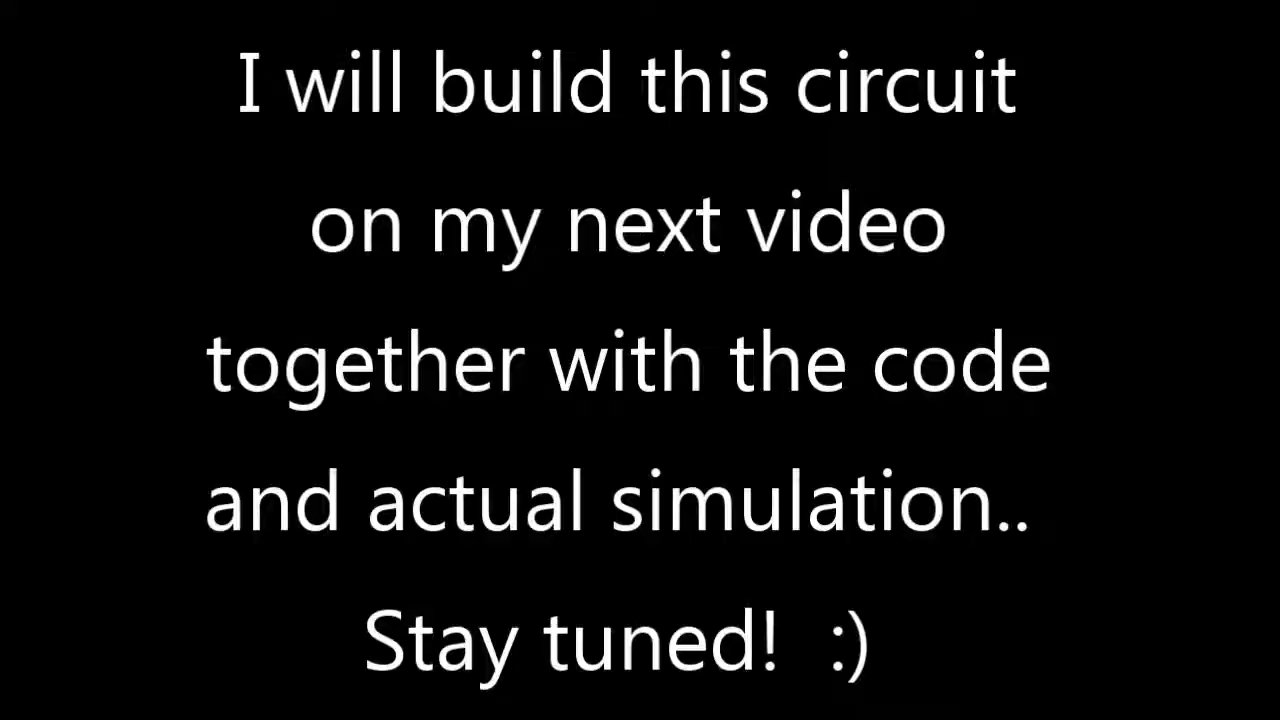 I will build this circuit
on my next video
together with the code
and actual simulation..
Stay tuned!  :)